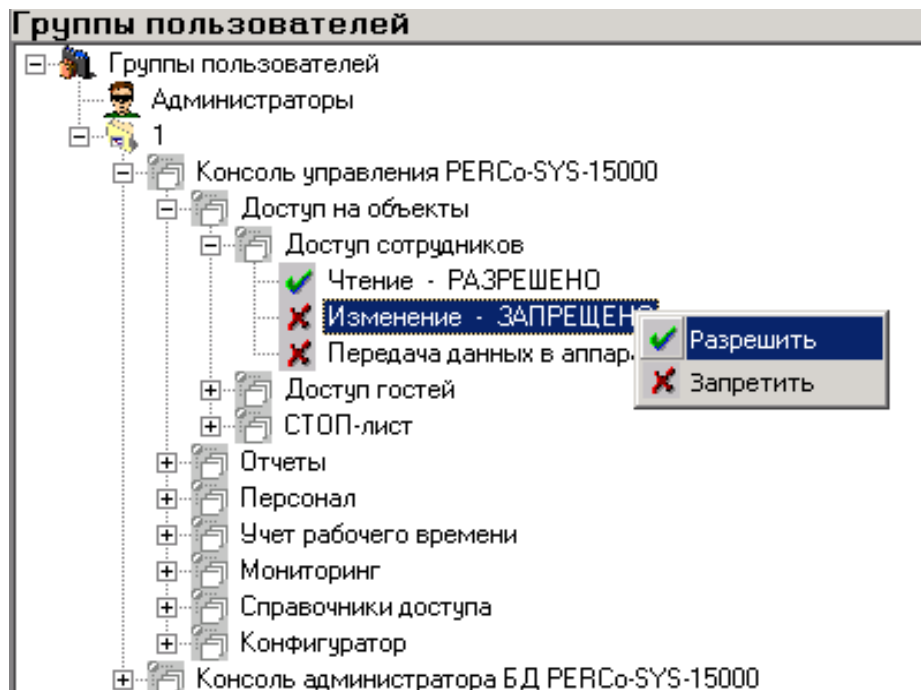 Группы пользователей
Группы пользователей
Администраторы
1
Консоль управления PERCo-SYS-15000
Доступ на объекты
Доступ сотрудников
Чтение - РАЗРЕШЕНО
Изменение - ЗАПРЕЩЕНО
Разрешить
Передача данных в
Запретить
Доступ гостей
СТОП-лист
Отчеты
Персонал
Учет рабочего времени
Мониторинг
Справочники доступа
Конфигуратор
Консоль администратора БД PERCo-SYS-15000